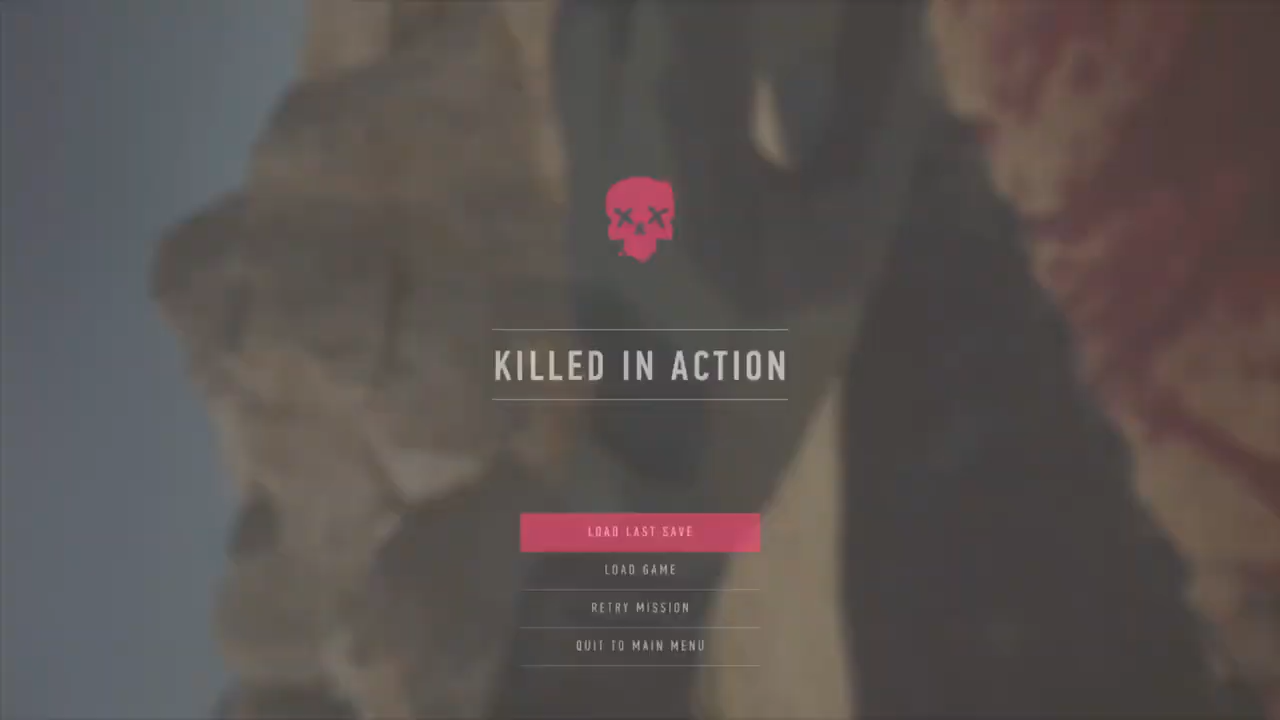 KILLED IN ACTION
LOAD LAST SAVE
LOAD GAME
RETRY MISSION
QUIT TO MAIN MENU